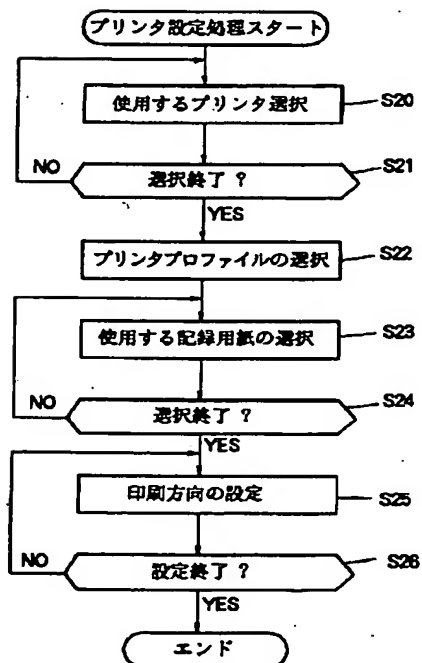 プリンタ設定処理スタート
使用するプリンタ選択
S20
選択終了 ?
S21
NO
YES
プリンタプロファイルの選択
S22
使用する記録用紙の選択
S23
選択終了 ?
S24
NO
YES
印刷方向の設定
S25
設定終了 ?
S26
NO
YES
エンド